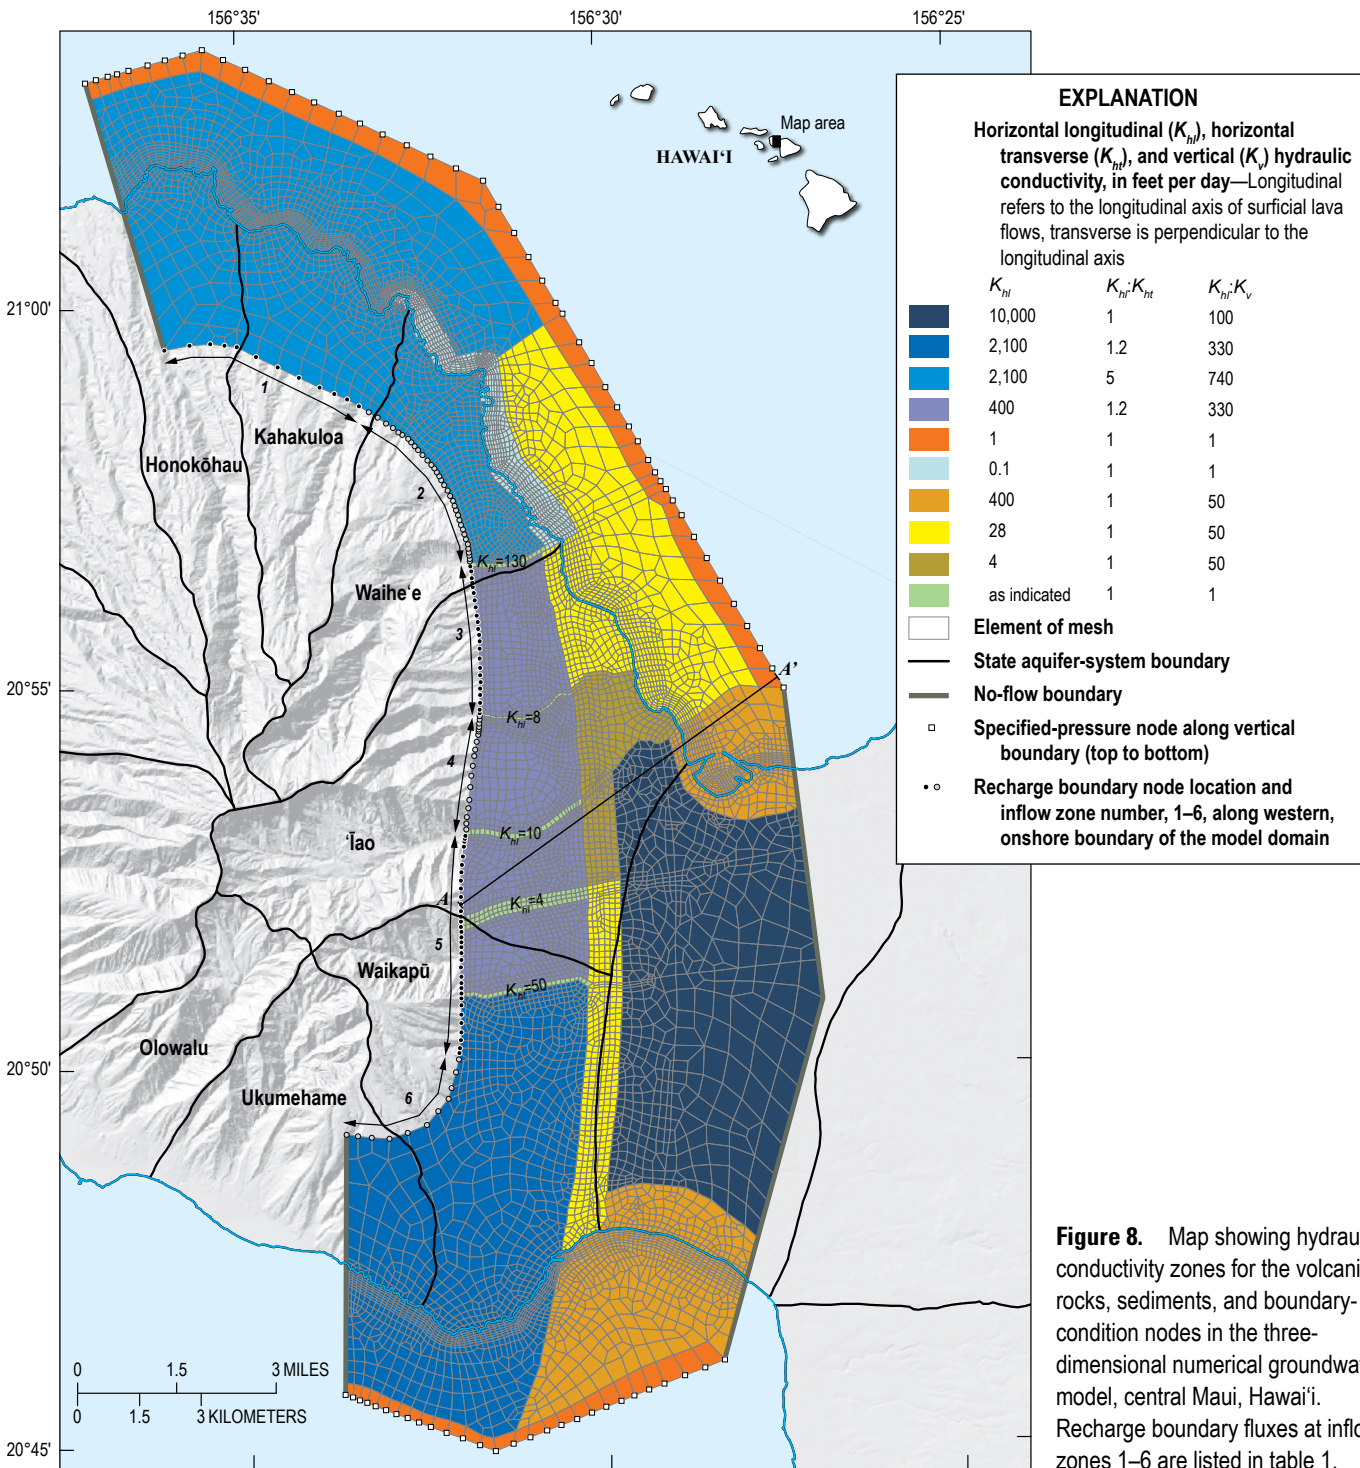 156°35' 156°30' 156°25'
21°00'
20°55'
20°50'
20°45'
Map area
HAWAI‘I
EXPLANATION
Horizontal longitudinal (Khl), horizontal
transverse (Kht), and vertical (Kv) hydraulic
conductivity, in feet per day—Longitudinal
refers to the longitudinal axis of surficial lava
flows, transverse is perpendicular to the
longitudinal axis
Khl Khl:Kht Khl:Kv
10,000 1 100
2,100 1.2 330
2,100 5 740
400 1.2 330
1 1 1
0.1 1 1
400 1 50
28 1 50
4 1 50
as indicated 1 1
Element of mesh
State aquifer-system boundary
No-flow boundary
Specified-pressure node along vertical
boundary (top to bottom)
Recharge boundary node location and
inflow zone number, 1–6, along western,
onshore boundary of the model domain
1
Kahakuloa
Honokōhau
2
Khl=130
Waihe‘e
3
A'
Khl=8
4
Khl=10
‘Īao
A
Khl=4
5
Waikapū
Khl=50
Olowalu
Ukumehame
6
0 1.5 3 MILES
0 1.5 3 KILOMETERS
Figure 8. Map showing hydrau
conductivity zones for the volcani
rocks, sediments, and boundary-
condition nodes in the three-
dimensional numerical groundwa
model, central Maui, Hawai‘i.
Recharge boundary fluxes at inflo
zones 1–6 are listed in table 1.